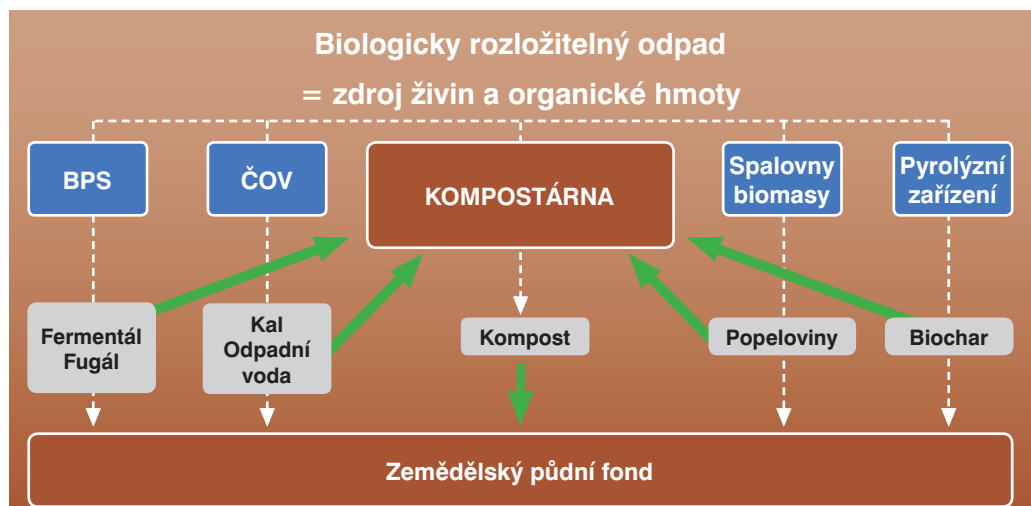 Biologicky rozložitelný odpad
= zdroj živin a organické hmoty
BPS
ČOV
KOMPOSTÁRNA
Spalovny
biomasy
Pyrolýzní
zařízení
Fermentál
Fugál
Kal
Odpadní
voda
Kompost
Popeloviny
Biochar
Zemědělský půdní fond